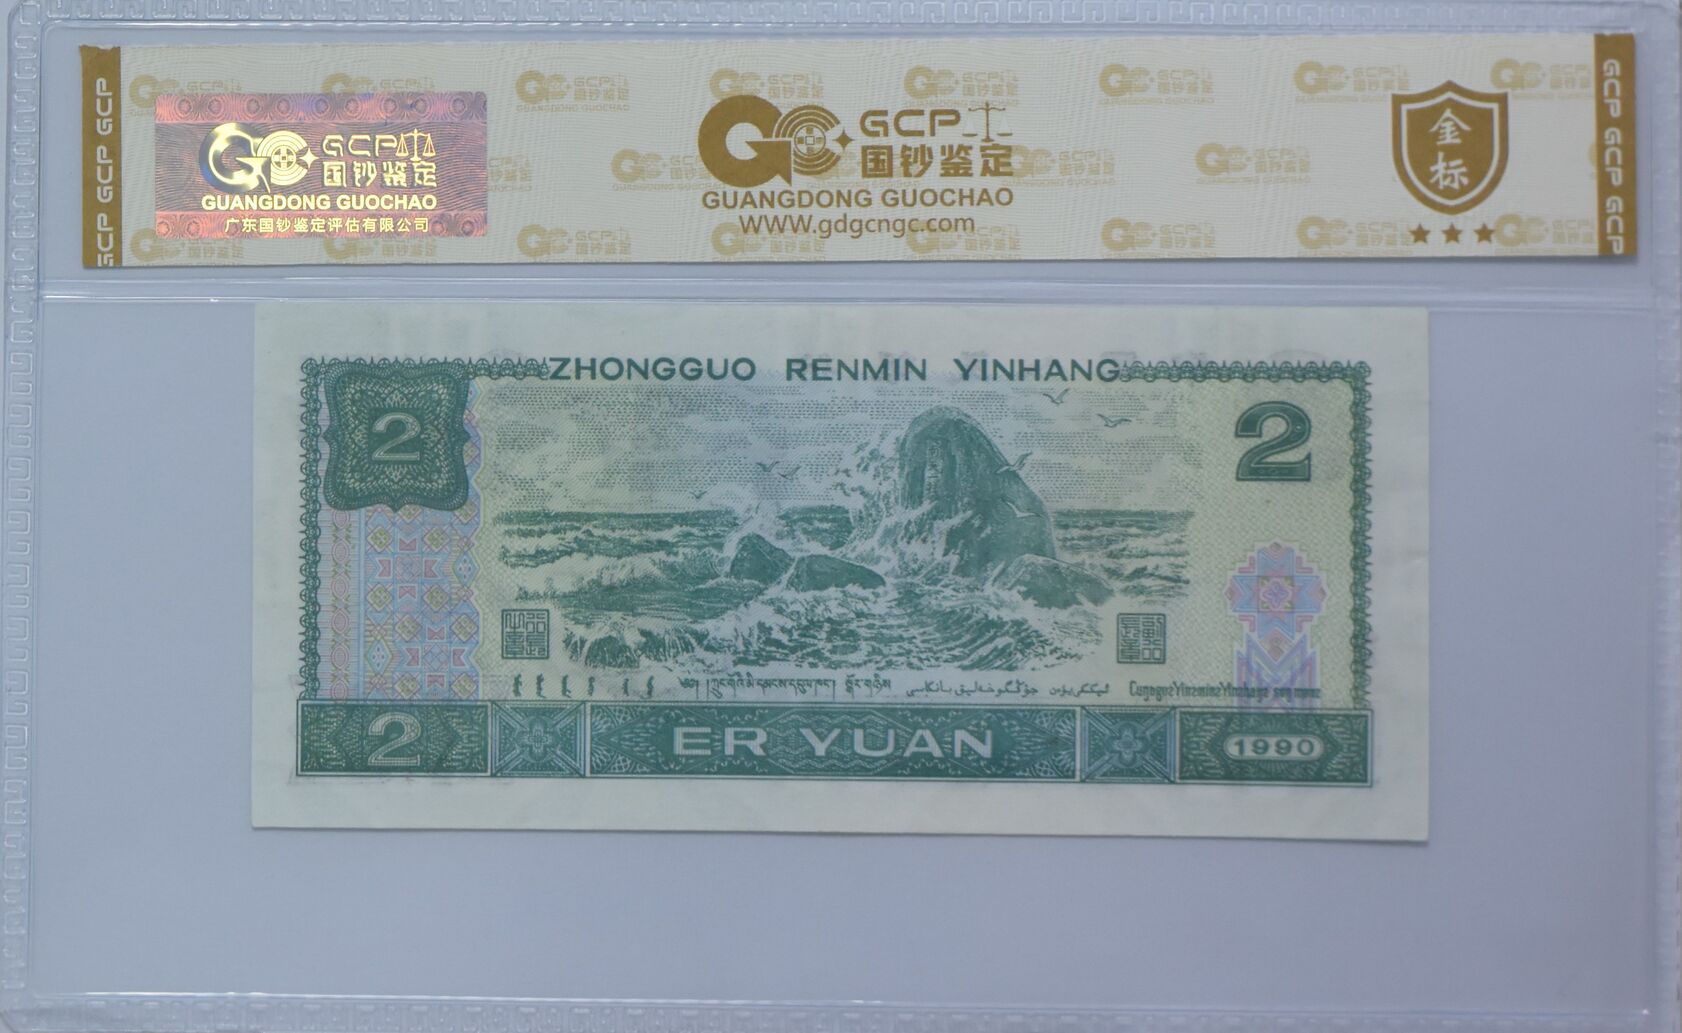 GCP GCP GCP
GCP
国钞鉴定
GUANGDONG GUOCHAO
广东国钞鉴定评估有限公司
GCP
国钞鉴定
GUANGDONG GUOCHAO
WWW.gdgcngc.com
金标
GCP GCP GCP
ZHONGGUO RENMIN YINHANG
2
2
2
ER YUAN
1990